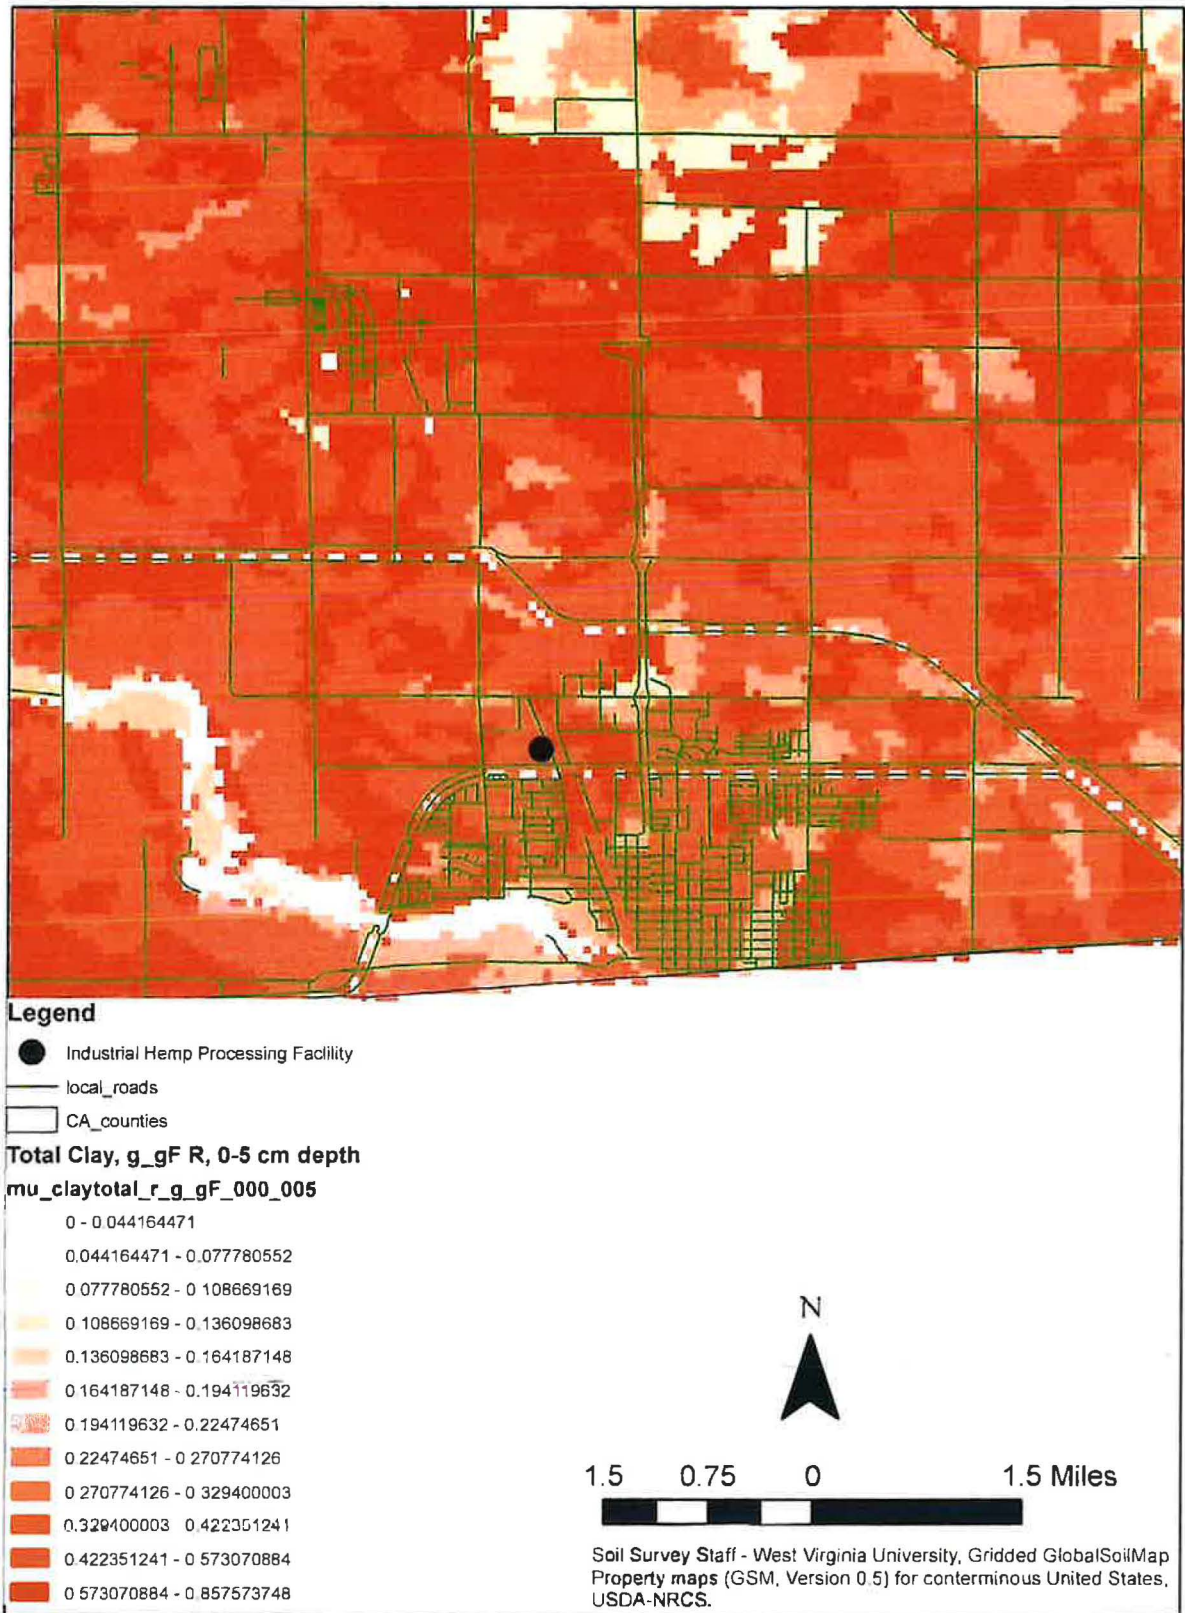 Legend
Industrial Hemp Processing Faclility
local_roads
CA_counties
Total Clay, g_gF R, 0-5 cm depth
mu_claytotal_r_g_gF_000_005
0 - 0.044164471
0.044164471 - 0.077780552
0.077780552 - 0 108669169
0.108669169 - 0.136098683
0.136098683 - 0.164187148
0 164187148 - 0.194119632
0.194119632 - 0.22474651
0 22474651 - 0 270774126
0 270774126 - 0 329400003
0.329400003 0.422351241
0.422351241 - 0 573070884
0 573070884 - 0.857573748
N
1.5 0.75 0 1.5 Miles
Soil Survey Staff - West Virginia University, Gridded GlobalSoilMap
Property maps (GSM, Version 0.5) for conterminous United States,
USDA-NRCS.